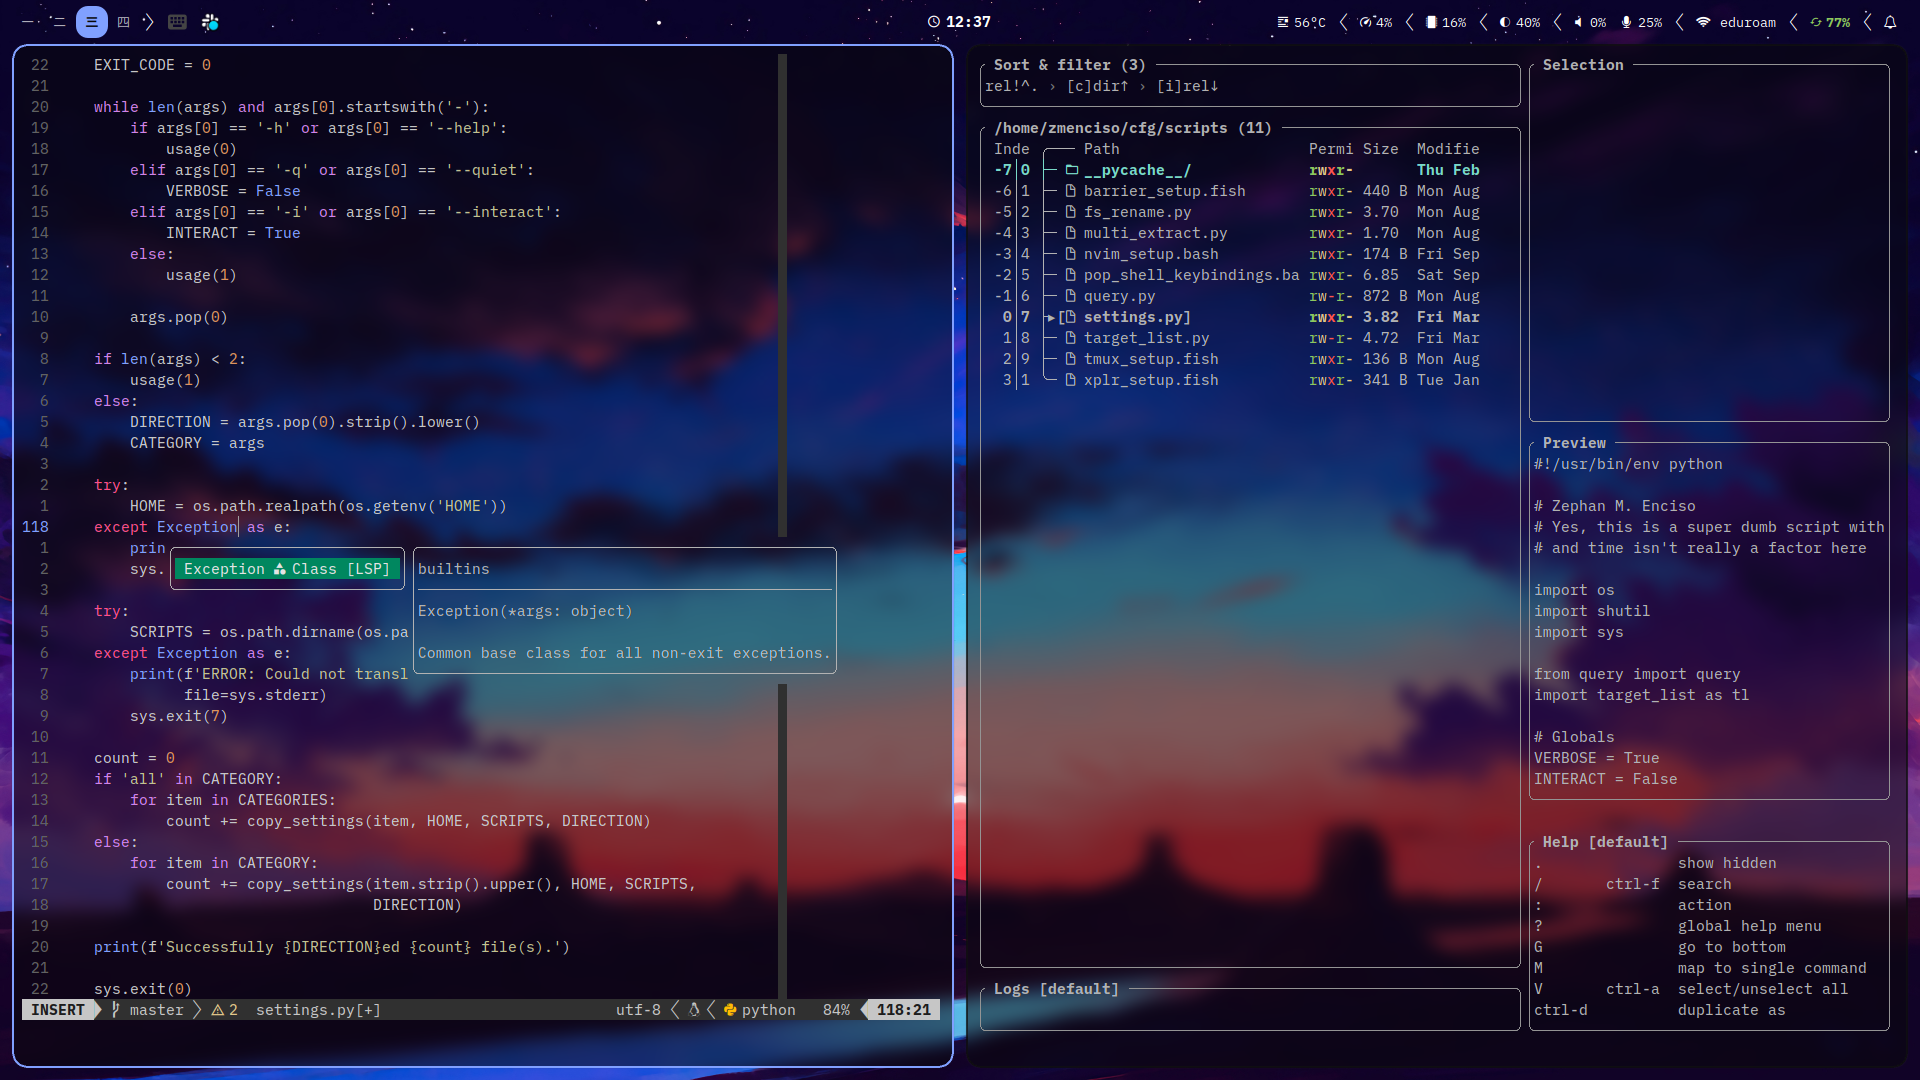 一 二 三 四
12:37
56°C 4% 16% 40% 0% 25% eduroam 77%
22 EXIT_CODE = 0
21
20 while len(args) and args[0].startswith('-'):
19 if args[0] == '-h' or args[0] == '--help':
18 usage(0)
17 elif args[0] == '-q' or args[0] == '--quiet':
16 VERBOSE = False
15 elif args[0] == '-i' or args[0] == '--interact':
14 INTERACT = True
13 else:
12 usage(1)
11
10 args.pop(0)
9
8 if len(args) < 2:
7 usage(1)
6 else:
5 DIRECTION = args.pop(0).strip().lower()
4 CATEGORY = args
3
2 try:
1 HOME = os.path.realpath(os.getenv('HOME'))
118 except Exception as e:
1 prin
2 sys.
3
4 try:
5 SCRIPTS = os.path.dirname(os.pa
6 except Exception as e:
7 print(f'ERROR: Could not transl
8 file=sys.stderr)
9 sys.exit(7)
10
11 count = 0
12 if 'all' in CATEGORY:
13 for item in CATEGORIES:
14 count += copy_settings(item, HOME, SCRIPTS, DIRECTION)
15 else:
16 for item in CATEGORY:
17 count += copy_settings(item.strip().upper(), HOME, SCRIPTS,
18 DIRECTION)
19
20 print(f'Successfully {DIRECTION}ed {count} file(s).')
21
22 sys.exit(0)
Exception Class [LSP]
builtins
Exception(*args: object)
Common base class for all non-exit exceptions.
INSERT master 2 settings.py[+] utf-8 python 84% 118:21
Sort & filter (3)
rel!^. › [c]dir↑ › [i]rel↓
/home/zmenciso/cfg/scripts (11)
Inde Path Permi Size Modifie
-7 0 __pycache__/ rwxr- Thu Feb
-6 1 barrier_setup.fish rwxr- 440 B Mon Aug
-5 2 fs_rename.py rwxr- 3.70 Mon Aug
-4 3 multi_extract.py rwxr- 1.70 Mon Aug
-3 4 nvim_setup.bash rwxr- 174 B Fri Sep
-2 5 pop_shell_keybindings.ba rwxr- 6.85 Sat Sep
-1 6 query.py rw-r- 872 B Mon Aug
0 7 ▸[ settings.py] rwxr- 3.82 Fri Mar
1 8 target_list.py rw-r- 4.72 Fri Mar
2 9 tmux_setup.fish rwxr- 136 B Mon Aug
3 1 xplr_setup.fish rwxr- 341 B Tue Jan
Logs [default]
Selection
Preview
#!/usr/bin/env python
# Zephan M. Enciso
# Yes, this is a super dumb script with
# and time isn't really a factor here
import os
import shutil
import sys
from query import query
import target_list as tl
# Globals
VERBOSE = True
INTERACT = False
Help [default]
. show hidden
/ ctrl-f search
: action
? global help menu
G go to bottom
M map to single command
V ctrl-a select/unselect all
ctrl-d duplicate as